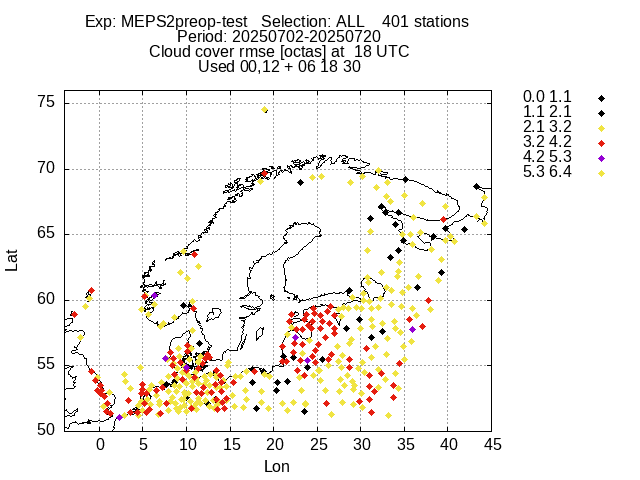 Exp: MEPS2preop-test   Selection: ALL    401 stations
Period: 20250702-20250720
Cloud cover rmse [octas] at  18 UTC
Used 00,12 + 06 18 30
0.0 1.1
1.1 2.1
2.1 3.2
3.2 4.2
4.2 5.3
5.3 6.4
75
70
65
60
55
50
Lat
0 5 10 15 20 25 30 35 40 45
Lon